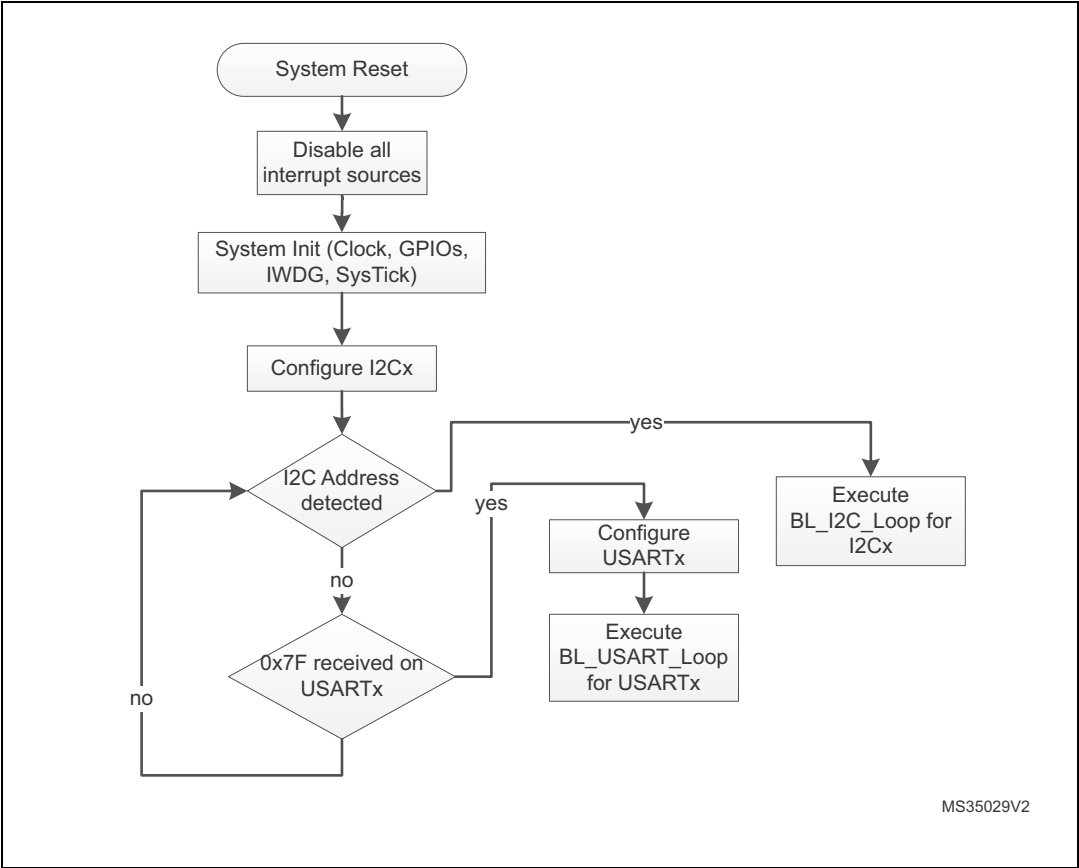 System Reset
Disable all
interrupt sources
System Init (Clock, GPIOs,
IWDG, SysTick)
Configure I2Cx
I2C Address
detected
yes
Execute
BL_I2C_Loop for
I2Cx
yes
Configure
USARTx
no
Execute
BL_USART_Loop
for USARTx
0x7F received on
USARTx
no
MS35029V2